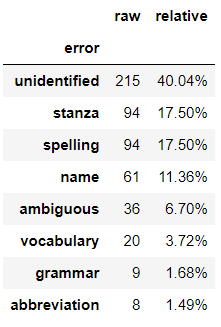 raw relative
error
unidentified 215 40.04%
stanza 94 17.50%
spelling 94 17.50%
name 61 11.36%
ambiguous 36 6.70%
vocabulary 20 3.72%
grammar 9 1.68%
abbreviation 8 1.49%